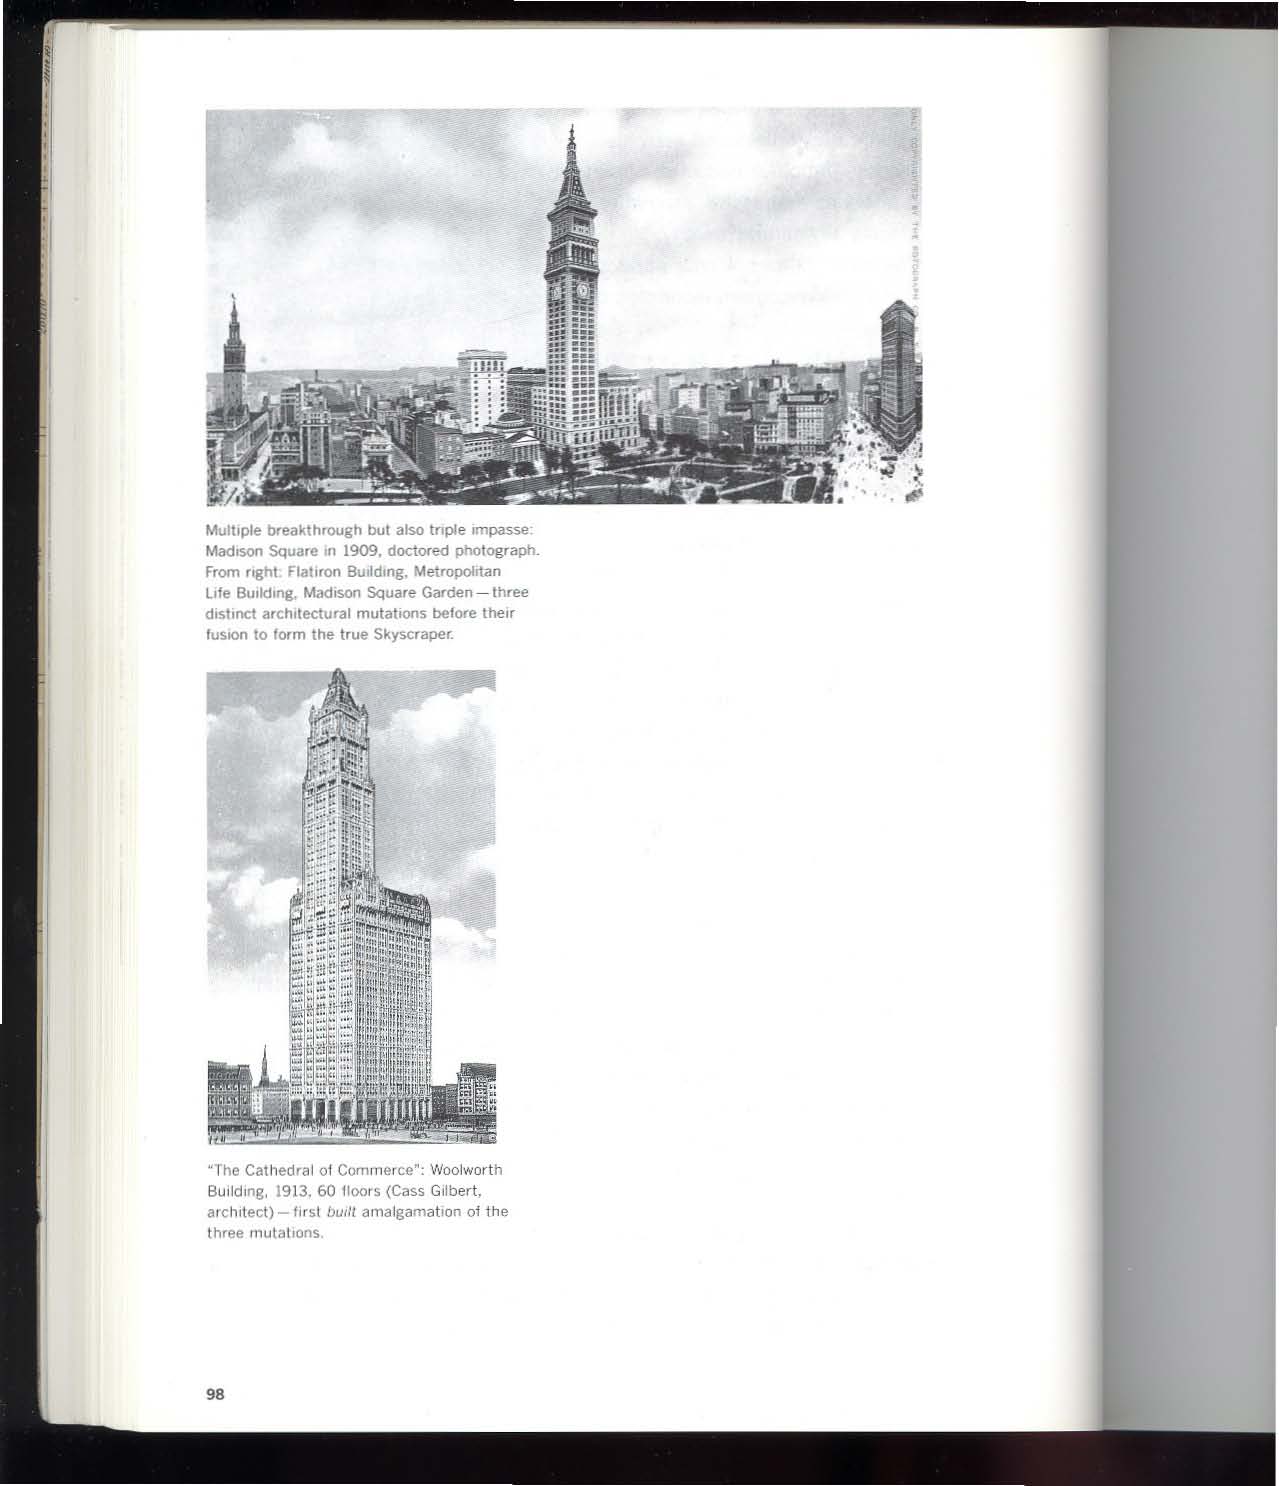 ONLY COPYRIGHTED BY THE ROTOGRAPH
Multiple breakthrough but also triple impasse:
Madison Square in 1909, doctored photograph.
From right: Flatiron Building, Metropolitan
Life Building, Madison Square Garden — three
distinct architectural mutations before their
fusion to form the true Skyscraper.
"The Cathedral of Commerce": Woolworth
Building, 1913, 60 floors (Cass Gilbert,
architect) — first built amalgamation of the
three mutations.
98